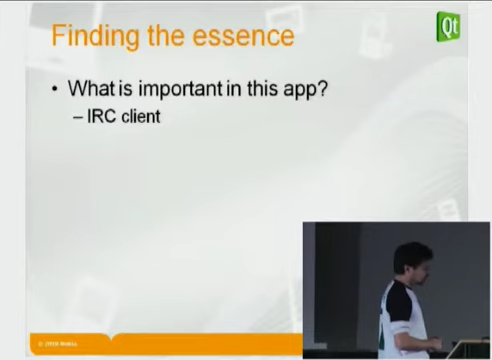 Finding the essence
Qt
• What is important in this app?
– IRC client